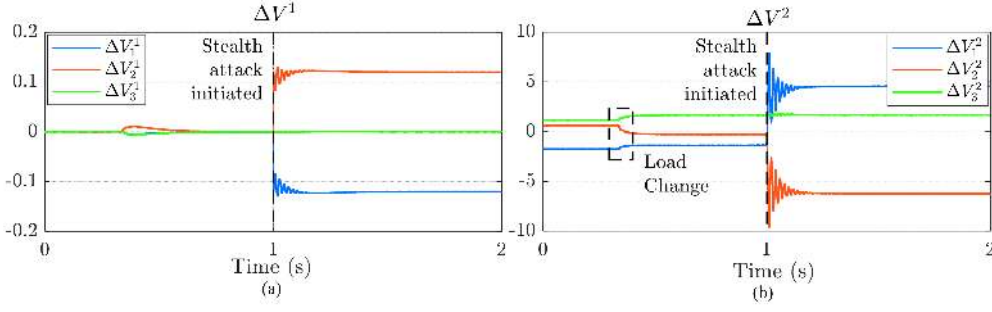 ΔV¹
0.2
0.1
0
-0.1
-0.2
ΔV₁¹
ΔV₂¹
ΔV₃¹
Stealth
attack
initiated
0
1
2
Time (s)
(a)
ΔV²
10
5
0
-5
-10
Stealth
attack
initiated
ΔV₁²
ΔV₂²
ΔV₃²
Load
Change
0
1
2
Time (s)
(b)